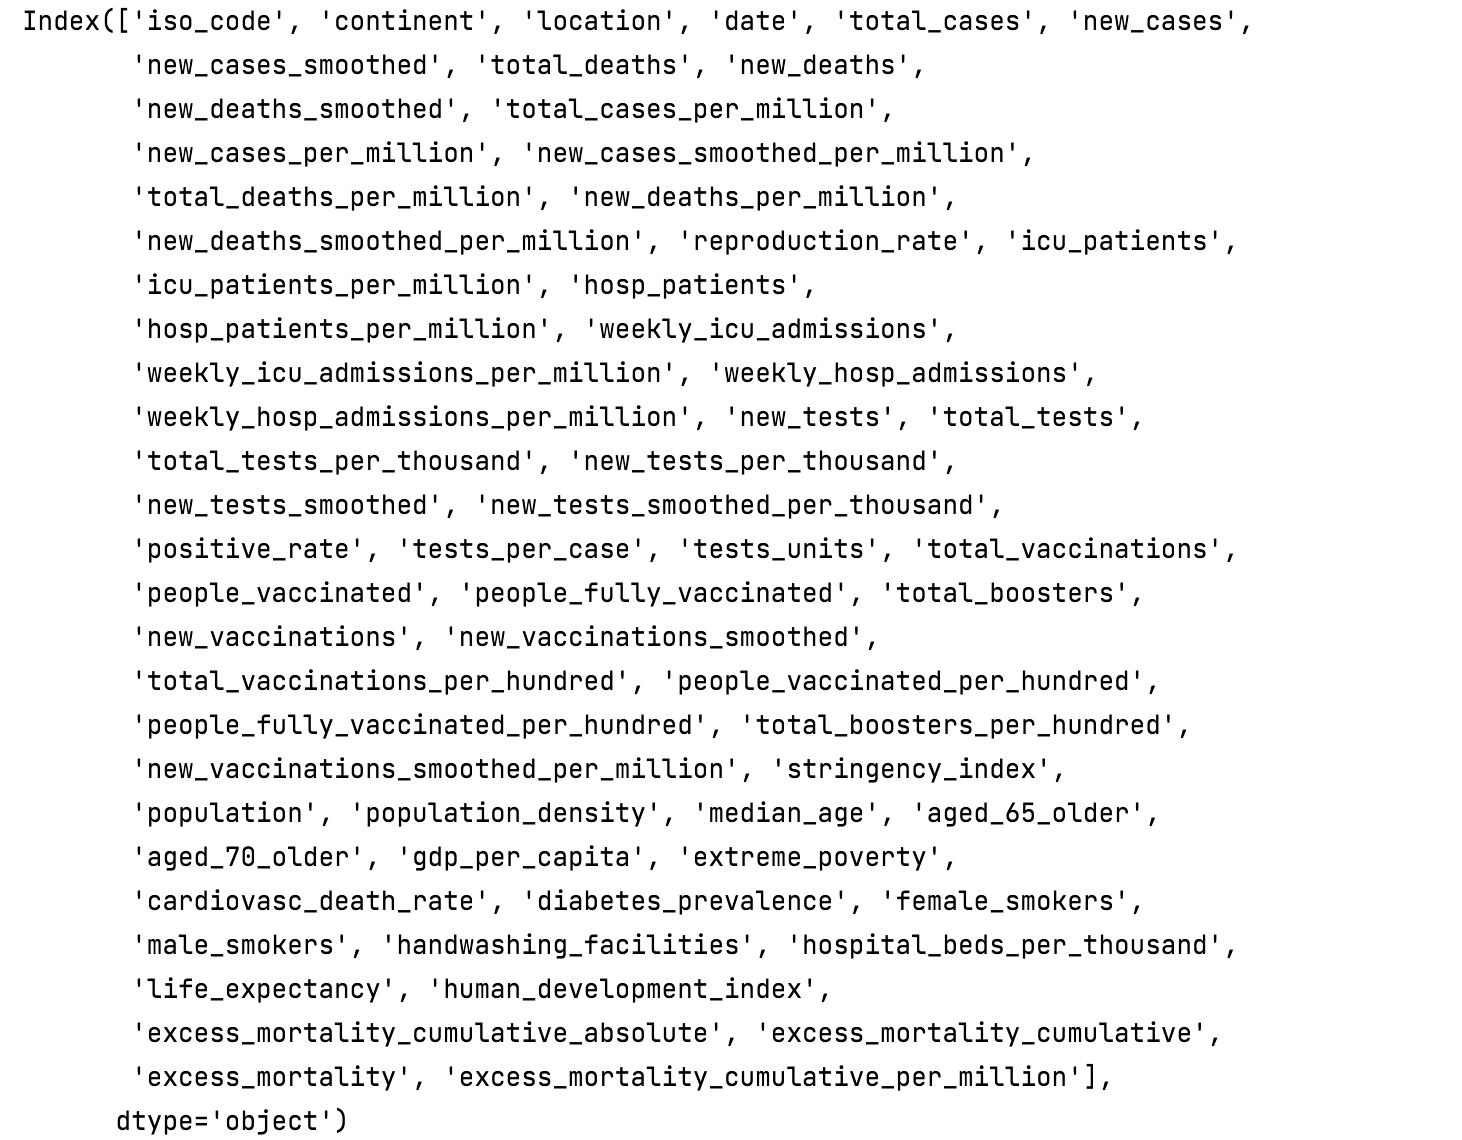 Index(['iso_code', 'continent', 'location', 'date', 'total_cases', 'new_cases',
'new_cases_smoothed', 'total_deaths', 'new_deaths',
'new_deaths_smoothed', 'total_cases_per_million',
'new_cases_per_million', 'new_cases_smoothed_per_million',
'total_deaths_per_million', 'new_deaths_per_million',
'new_deaths_smoothed_per_million', 'reproduction_rate', 'icu_patients',
'icu_patients_per_million', 'hosp_patients',
'hosp_patients_per_million', 'weekly_icu_admissions',
'weekly_icu_admissions_per_million', 'weekly_hosp_admissions',
'weekly_hosp_admissions_per_million', 'new_tests', 'total_tests',
'total_tests_per_thousand', 'new_tests_per_thousand',
'new_tests_smoothed', 'new_tests_smoothed_per_thousand',
'positive_rate', 'tests_per_case', 'tests_units', 'total_vaccinations',
'people_vaccinated', 'people_fully_vaccinated', 'total_boosters',
'new_vaccinations', 'new_vaccinations_smoothed',
'total_vaccinations_per_hundred', 'people_vaccinated_per_hundred',
'people_fully_vaccinated_per_hundred', 'total_boosters_per_hundred',
'new_vaccinations_smoothed_per_million', 'stringency_index',
'population', 'population_density', 'median_age', 'aged_65_older',
'aged_70_older', 'gdp_per_capita', 'extreme_poverty',
'cardiovasc_death_rate', 'diabetes_prevalence', 'female_smokers',
'male_smokers', 'handwashing_facilities', 'hospital_beds_per_thousand',
'life_expectancy', 'human_development_index',
'excess_mortality_cumulative_absolute', 'excess_mortality_cumulative',
'excess_mortality', 'excess_mortality_cumulative_per_million'],
dtype='object')